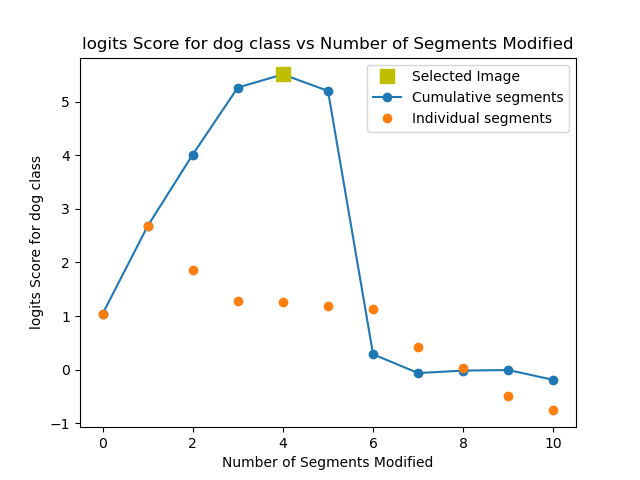 logits Score for dog class vs Number of Segments Modified
Selected Image
Cumulative segments
Individual segments
logits Score for dog class
5
4
3
2
1
0
−1
0 2 4 6 8 10
Number of Segments Modified